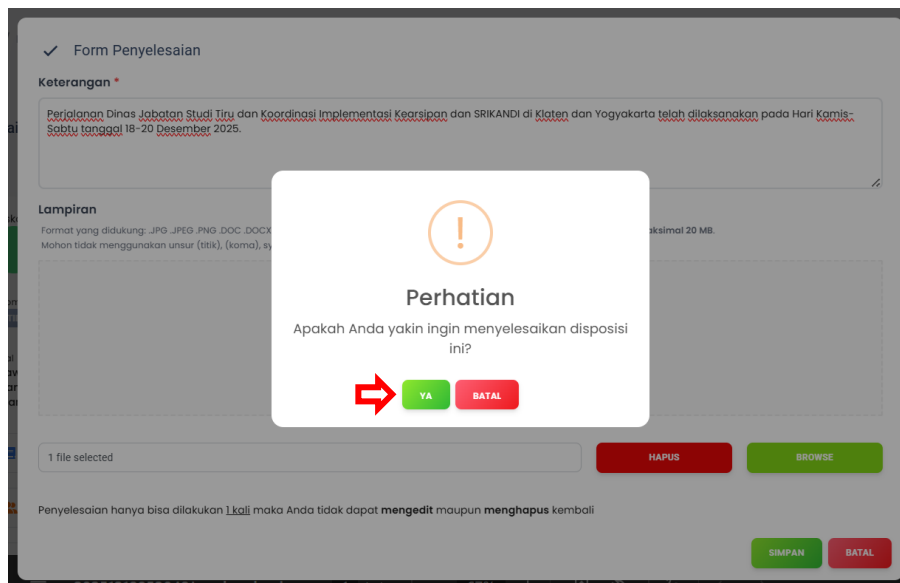 Form Penyelesaian
Keterangan *
Perjalanan Dinas Jabatan Studi Tiru dan Koordinasi Implementasi Kearsipan dan SRIKANDI di Klaten dan Yogyakarta telah dilaksanakan pada Hari Kamis-
Sabtu tanggal 18-20 Desember 2025.
Lampiran
Format yang didukung: .JPG .JPEG .PNG .DOC .DOCX
aksimal 20 MB.
Mohon tidak menggunakan unsur (titik), (koma), sy
!
Perhatian
Apakah Anda yakin ingin menyelesaikan disposisi
ini?
YA
BATAL
1 file selected
HAPUS
BROWSE
Penyelesaian hanya bisa dilakukan 1 kali maka Anda tidak dapat mengedit maupun menghapus kembali
SIMPAN
BATAL